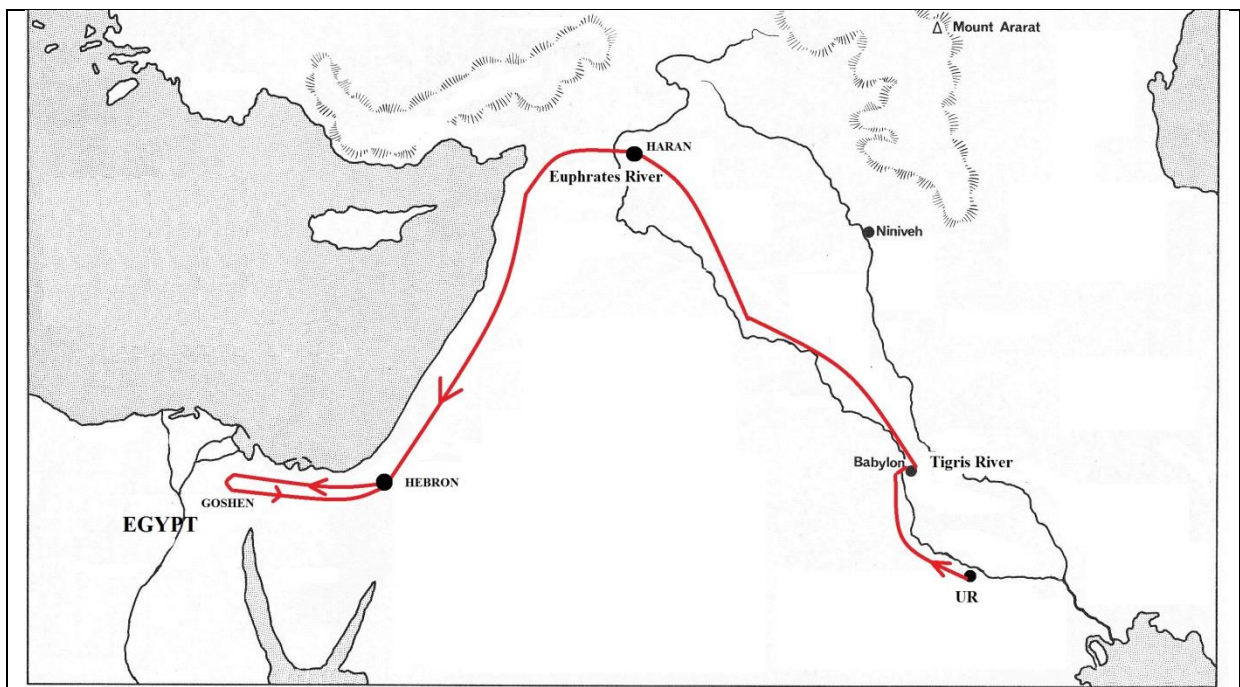 Mount Ararat
HARAN
Euphrates River
Niniveh
Babylon
Tigris River
HEBRON
GOSHEN
EGYPT
UR